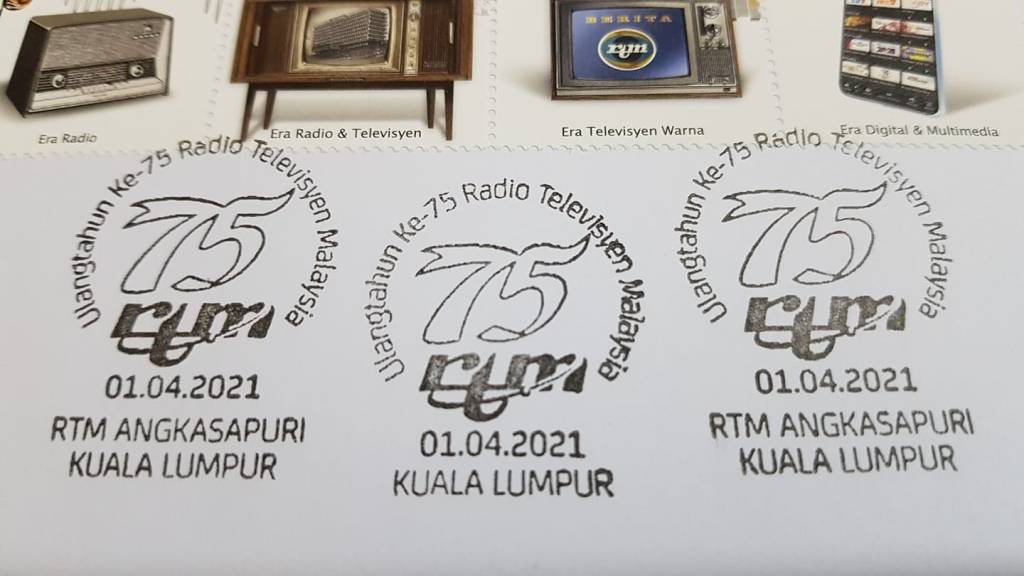 BERITA
rtm
Era Radio
Era Radio & Televisyen
Era Televisyen Warna
Era Digital & Multimedia
Ulangtahun Ke-75 Radio Televisyen Malaysia
75
rtm
01.04.2021
RTM ANGKASAPURI
KUALA LUMPUR
Ulangtahun Ke-75 Radio Televisyen Malaysia
75
rtm
01.04.2021
KUALA LUMPUR
Ulangtahun Ke-75 Radio Televisyen Malaysia
75
rtm
01.04.2021
RTM ANGKASAPURI
KUALA LUMPUR